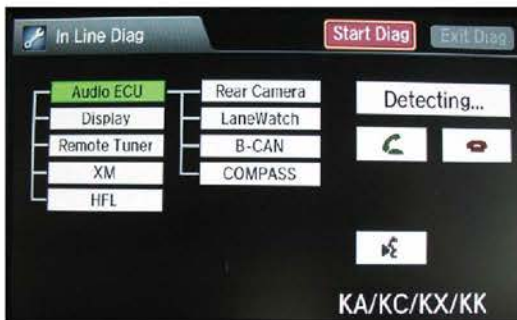 In Line Diag
Start Diag
Exit Diag
Audio ECU
Rear Camera
Display
LaneWatch
Remote Tuner
B-CAN
XM
COMPASS
HFL
Detecting...
KA/KC/KX/KK